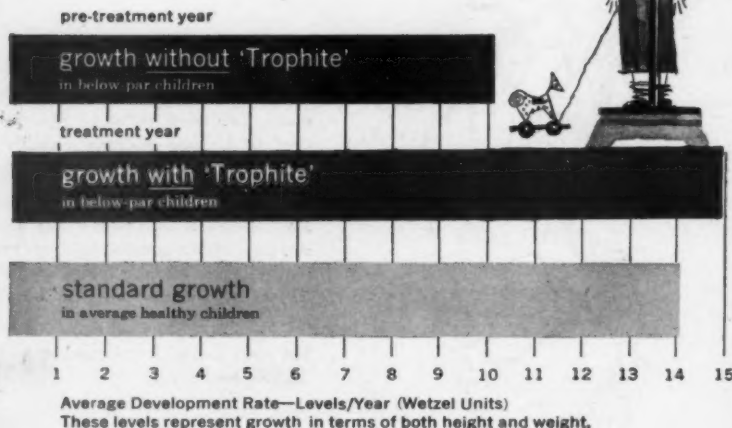 pre-treatment year
growth without 'Trophite'
in below-par children
treatment year
growth with 'Trophite'
in below-par children
standard growth
in average healthy children
1 2 3 4 5 6 7 8 9 10 11 12 13 14 15
Average Development Rate—Levels/Year (Wetzel Units)
These levels represent growth in terms of both height and weight.